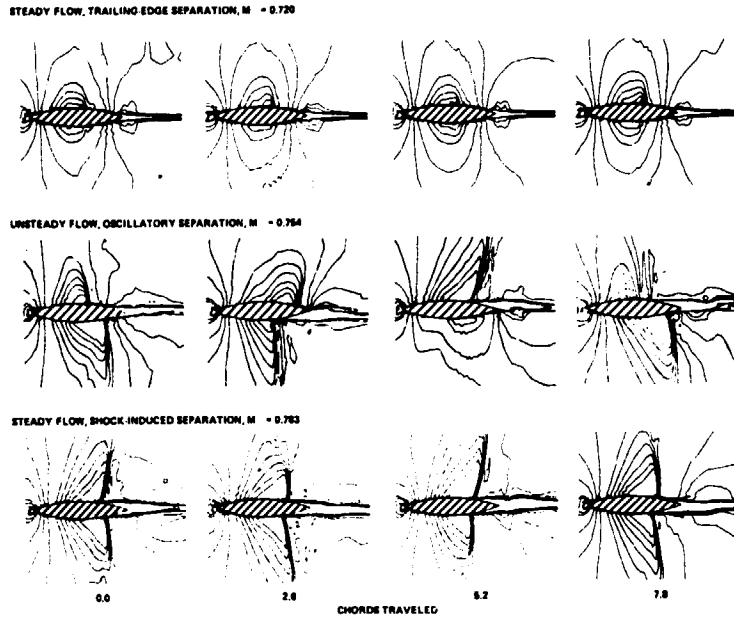 STEADY FLOW, TRAILING-EDGE SEPARATION, M = 0.720
UNSTEADY FLOW, OSCILLATORY SEPARATION, M = 0.754
STEADY FLOW, SHOCK-INDUCED SEPARATION, M = 0.783
0.0 2.6 5.2 7.8
CHORDS TRAVELED